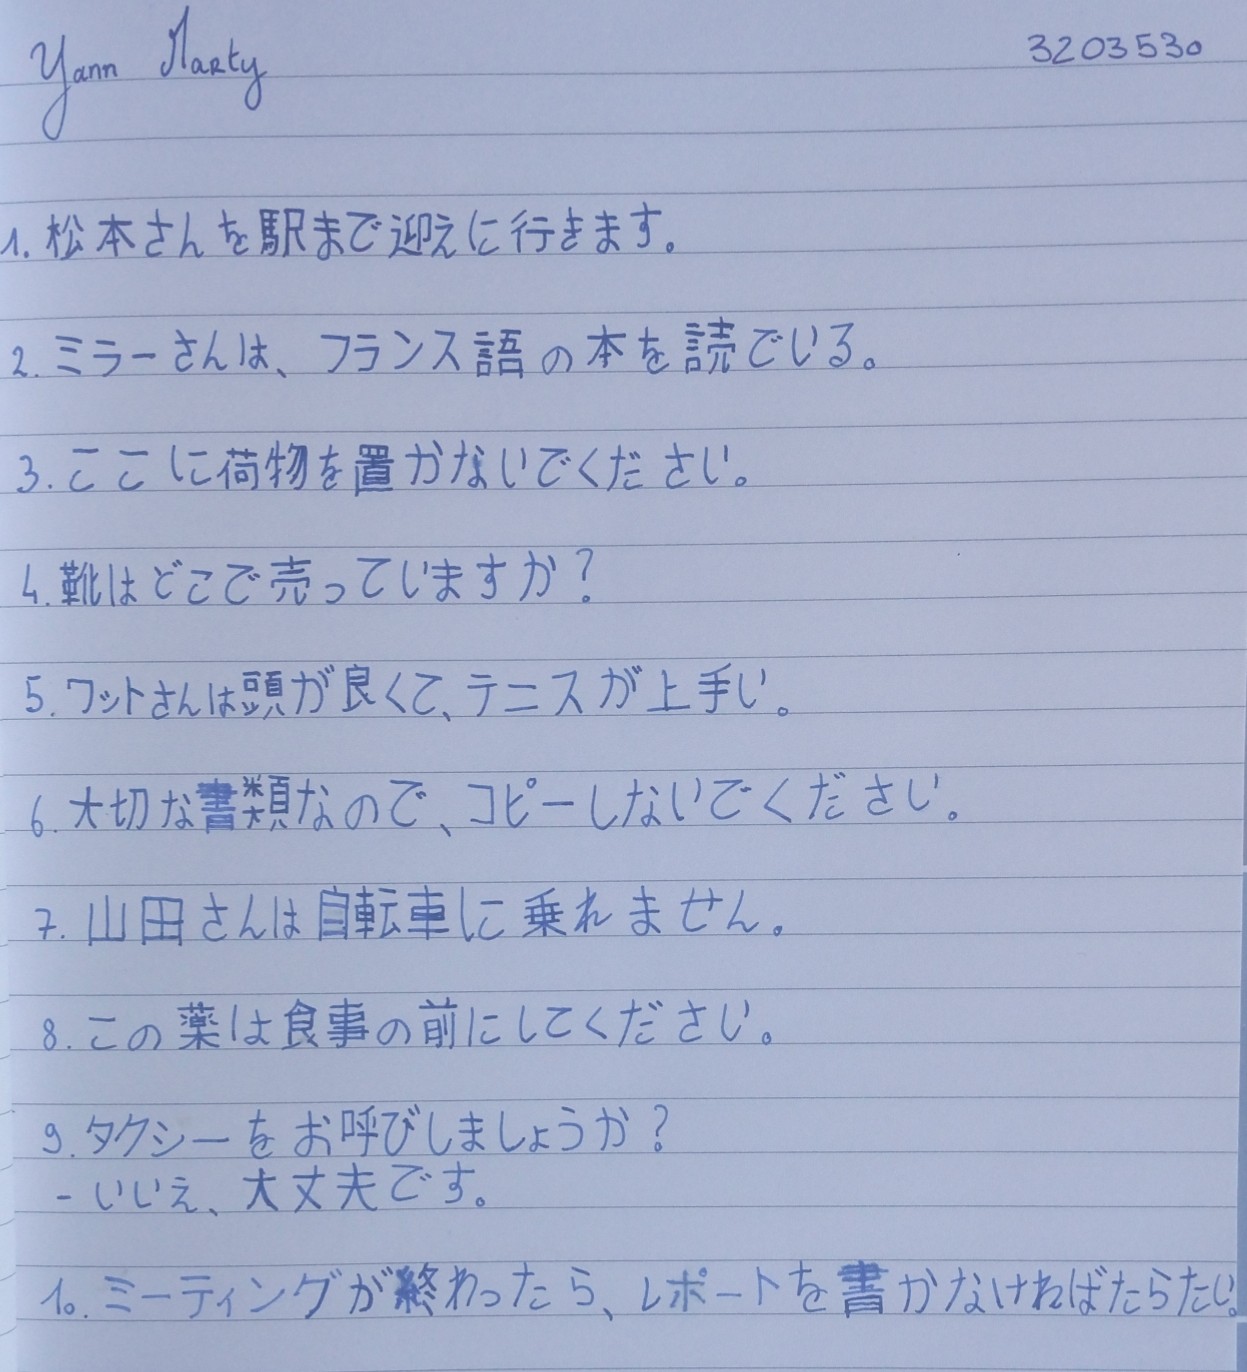 Yann Marty
3203530
1. 松本さんを駅まで迎えに行きます。
2. ミラーさんは、フランス語の本を読でいる。
3. ここに荷物を置かないでください。
4. 靴はどこで売っていますか?
5. ワットさんは頭が良くて、テニスが上手い。
6. 大切な書類なので、コピーしないでください。
7. 山田さんは自転車に乗れません。
8. この薬は食事の前にしてください。
9. タクシーをお呼びしましょうか?
- いいえ、大丈夫です。
10. ミーティングが終わったら、レポートを書かなければたらたい。